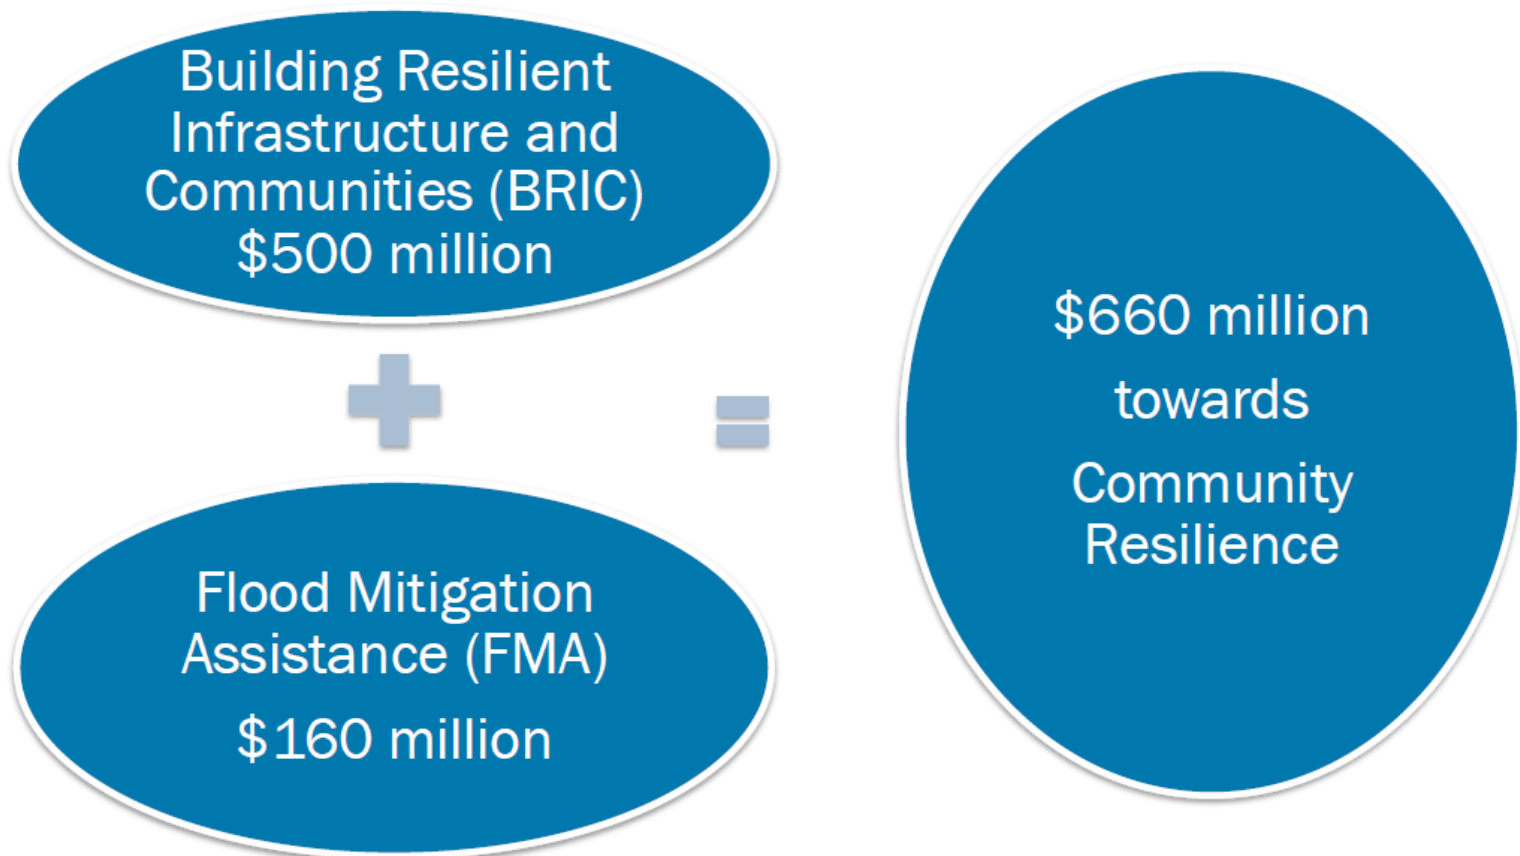 Building Resilient
Infrastructure and
Communities (BRIC)
$500 million
Flood Mitigation
Assistance (FMA)
$160 million
$660 million
towards
Community
Resilience